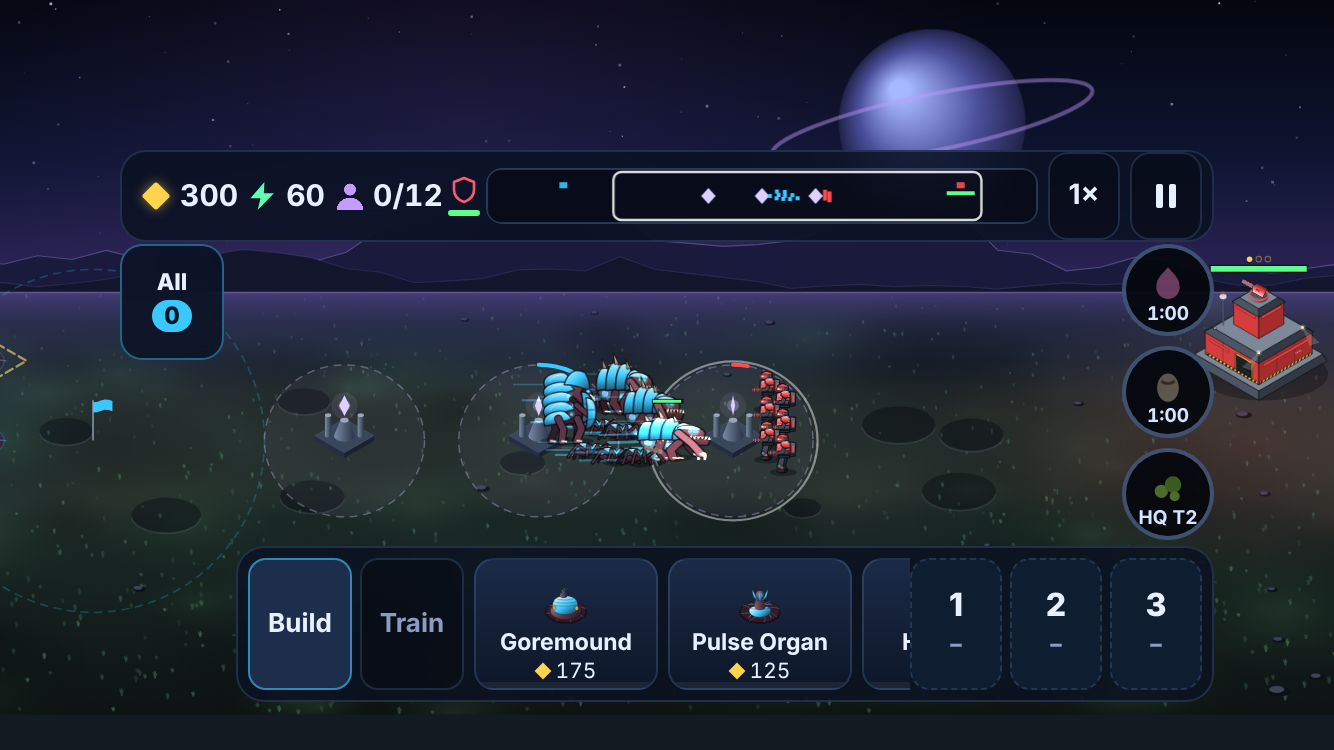 300 60 0/12 1×
All
0
1:00
1:00
HQ T2
Build Train
Goremound
175
Pulse Organ
125
1
–
2
–
3
–